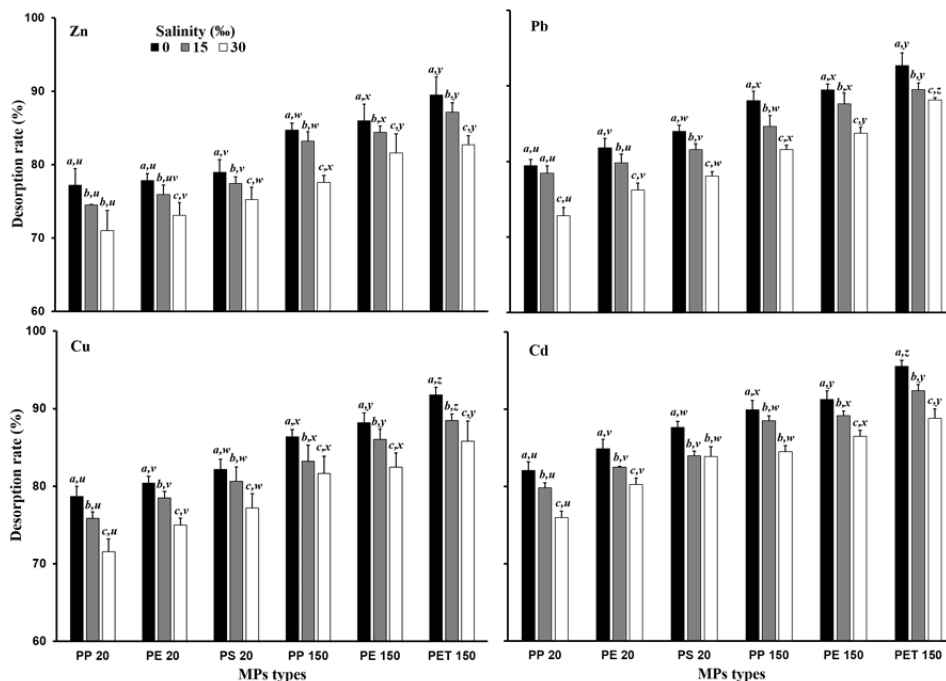 100
90
80
70
60
Desorption rate (%)
Zn
Salinity (‰)
0 15 30
a,u b,u b,u
a,u b,uv c,v
a,v b,v c,w
a,w b,w c,x
a,x b,x c,y
a,y b,y c,y
Pb
a,u a,u c,u
a,v b,u c,v
a,w b,v c,w
a,x b,w c,x
a,x b,x c,y
a,y b,y c,z
100
90
80
70
60
Desorption rate (%)
Cu
a,u b,u c,u
a,v b,v c,v
a,w b,w c,w
a,x b,x c,x
a,y b,y c,x
a,z b,z c,y
PP 20 PE 20 PS 20 PP 150 PE 150 PET 150
MPs types
Cd
a,u b,u c,u
a,v b,v c,v
a,w b,w b,w
a,x b,w b,w
a,y b,x c,x
a,z b,y c,y
PP 20 PE 20 PS 20 PP 150 PE 150 PET 150
MPs types